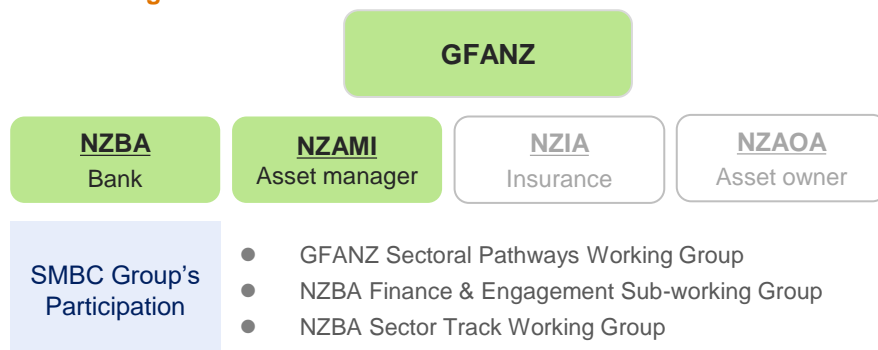 GFANZ
NZBA
Bank
NZAMI
Asset manager
NZIA
Insurance
NZAOA
Asset owner
SMBC Group's
Participation
● GFANZ Sectoral Pathways Working Group
● NZBA Finance & Engagement Sub-working Group
● NZBA Sector Track Working Group